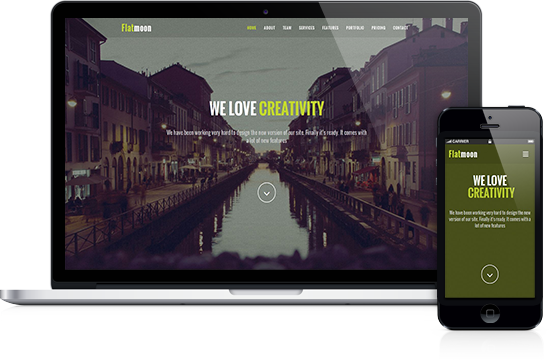 Flatmoon
HOME ABOUT TEAM SERVICES FEATURES PORTFOLIO PRICING CONTACT
WE LOVE CREATIVITY
We have been working very hard to design the new version of our site. Finally it's ready. It comes with
a lot of new features
CARRIER
Flatmoon
WE LOVE
CREATIVITY
We have been working very hard to design the new
version of our site. Finally it's ready. It comes with a
lot of new features